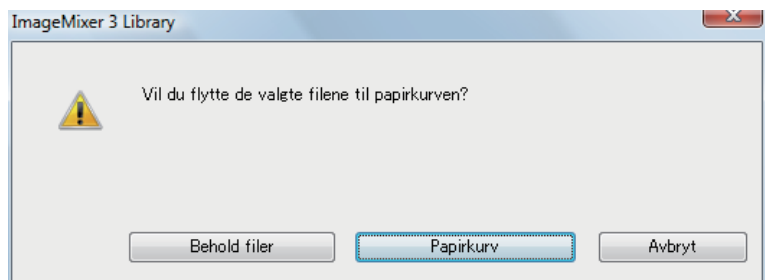 ImageMixer 3 Library
Vil du flytte de valgte filene til papirkurven?
Behold filer
Papirkurv
Avbryt